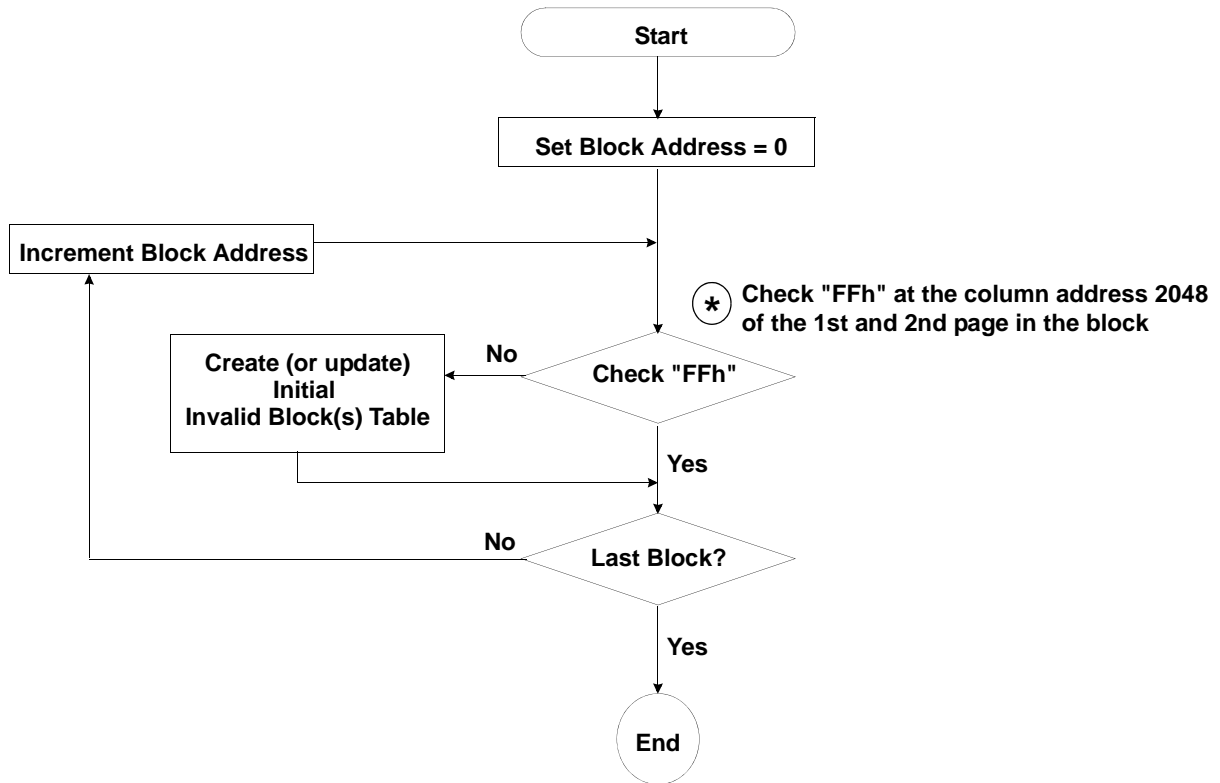 Start
Set Block Address = 0
Increment Block Address
*
Check "FFh" at the column address 2048
of the 1st and 2nd page in the block
No
Create (or update)
Initial
Invalid Block(s) Table
Check "FFh"
Yes
No
Last Block?
Yes
End